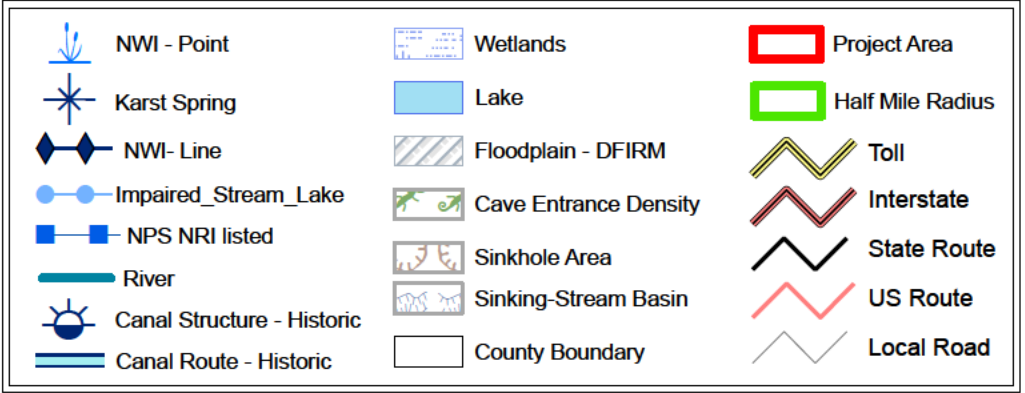 NWI - Point
Karst Spring
NWI- Line
Impaired_Stream_Lake
NPS NRI listed
River
Canal Structure - Historic
Canal Route - Historic
Wetlands
Lake
Floodplain - DFIRM
Cave Entrance Density
Sinkhole Area
Sinking-Stream Basin
County Boundary
Project Area
Half Mile Radius
Toll
Interstate
State Route
US Route
Local Road